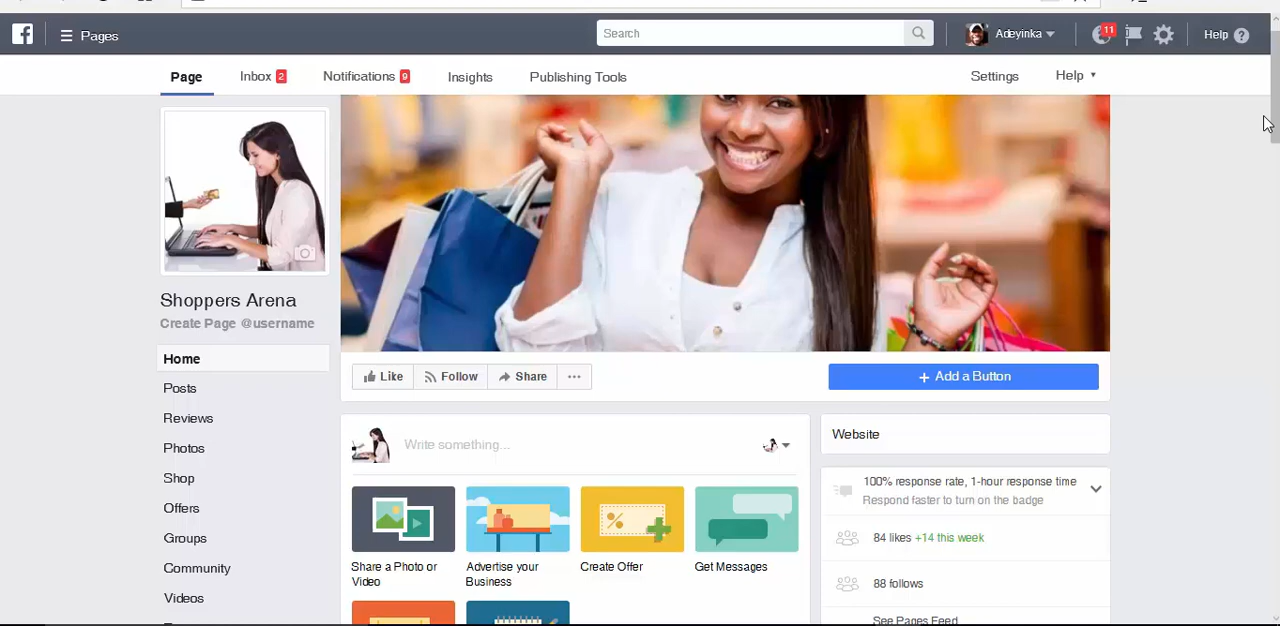 Pages
Search
Adeyinka
11
Help
Page
Inbox 2
Notifications 9
Insights
Publishing Tools
Settings
Help
Shoppers Arena
Create Page @username
Home
Posts
Reviews
Photos
Shop
Offers
Groups
Community
Videos
Like
Follow
Share
+ Add a Button
Write something...
Share a Photo or
Video
Advertise your
Business
Create Offer
Get Messages
Website
100% response rate, 1-hour response time
Respond faster to turn on the badge
84 likes +14 this week
88 follows
See Pages Feed